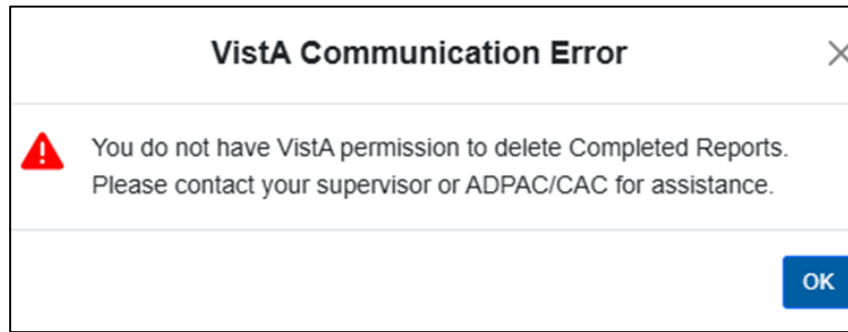 VistA Communication Error
You do not have VistA permission to delete Completed Reports.
Please contact your supervisor or ADPAC/CAC for assistance.
OK